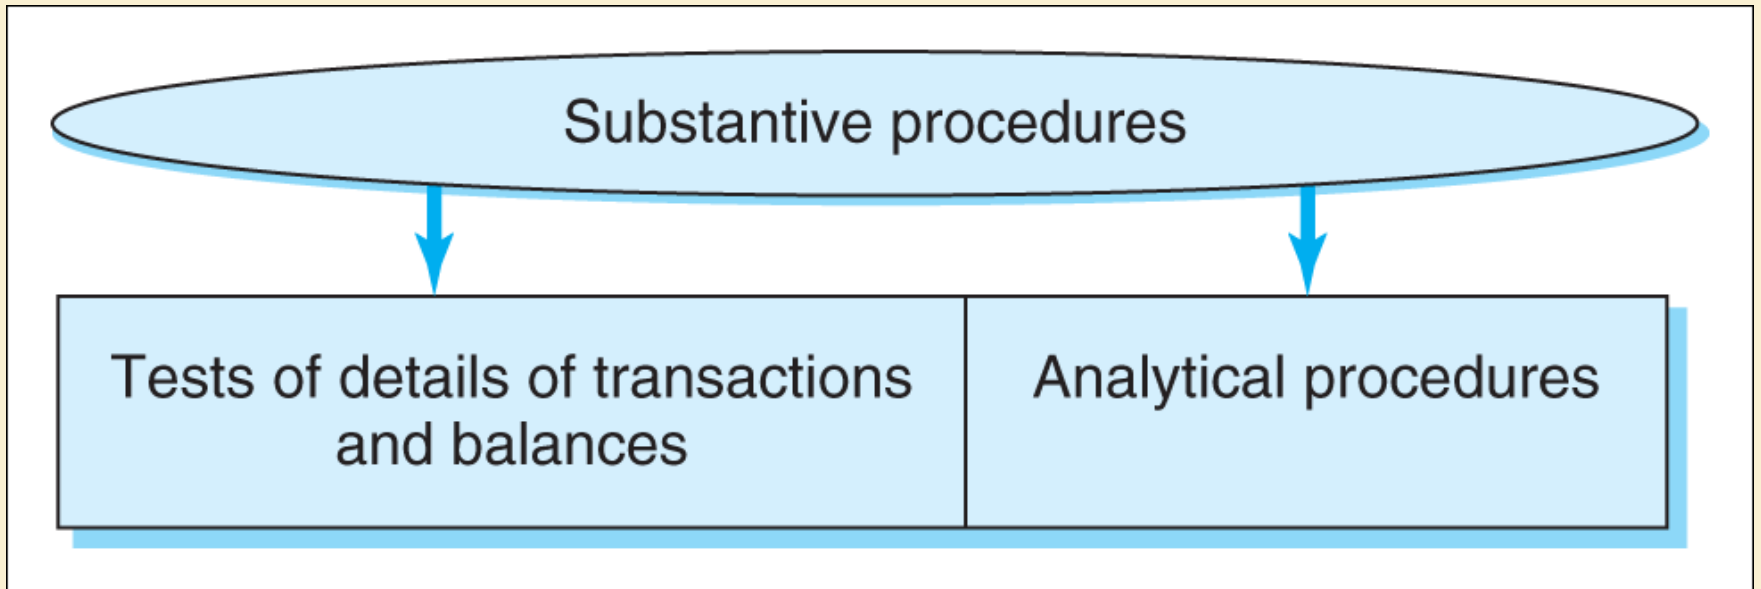 Substantive procedures
Tests of details of transactions
and balances
Analytical procedures